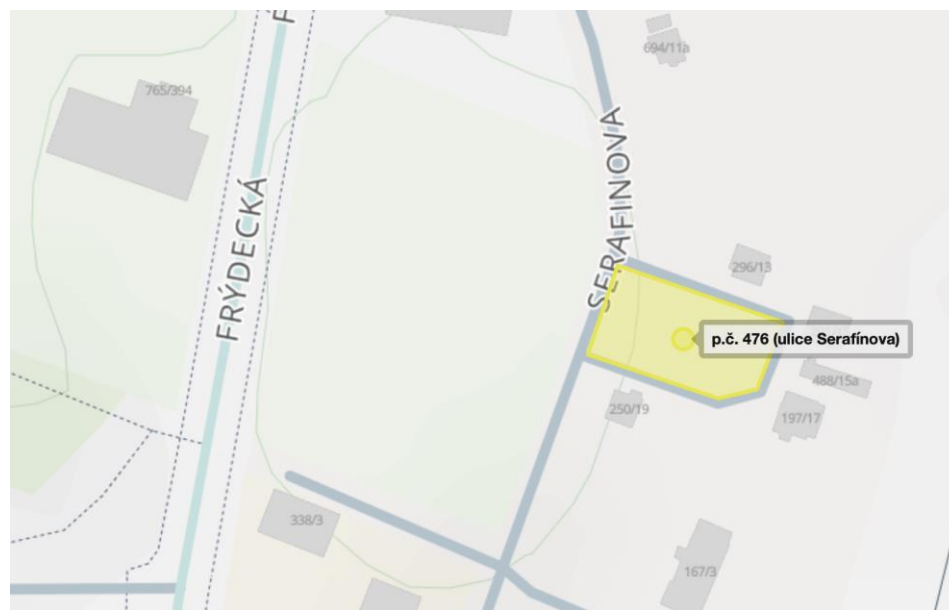 694/11a
765/394
FRÝDECKÁ
SERAFINOVA
296/13
p.č. 476 (ulice Serafínova)
488/15a
250/19
197/17
338/3
167/3